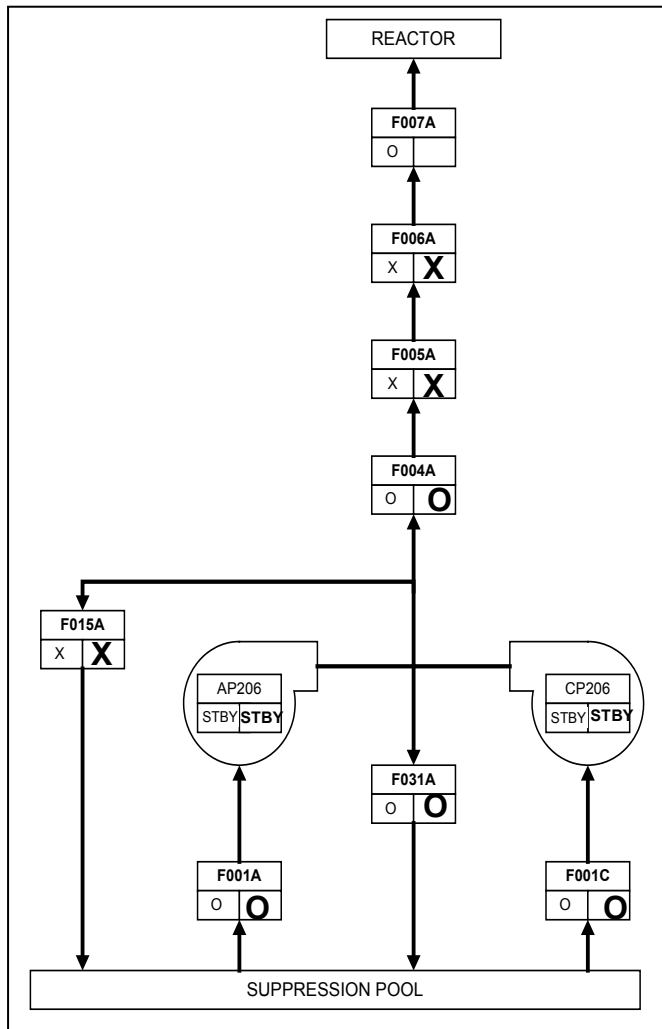 REACTOR
F007A
O
F006A
X X
F005A
X X
F004A
O O
F015A
X X
AP206
STBY STBY
CP206
STBY STBY
F031A
O O
F001A
O O
F001C
O O
SUPPRESSION POOL